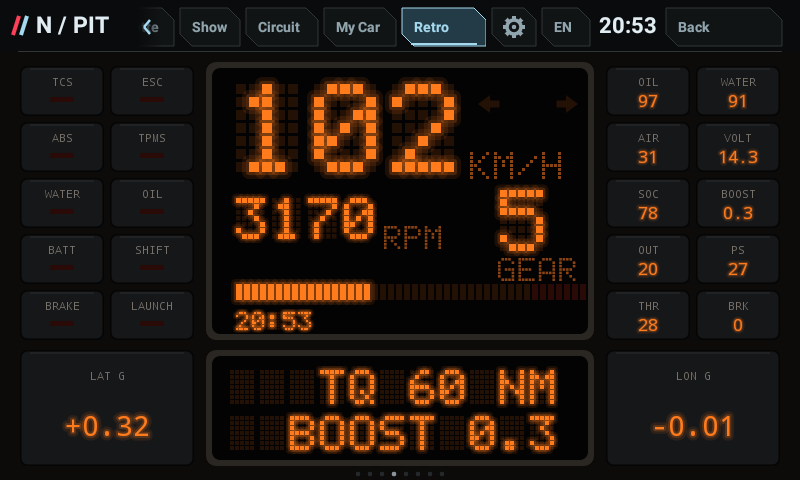 N / PIT
Show
Circuit
My Car
Retro
EN
20:53
Back
TCS
ESC
ABS
TPMS
WATER
OIL
BATT
SHIFT
BRAKE
LAUNCH
LAT G
+0.32
102
KM/H
3170
RPM
5
GEAR
20:53
TQ 60 NM
BOOST 0.3
OIL
97
WATER
91
AIR
31
VOLT
14.3
SOC
78
BOOST
0.3
OUT
20
PS
27
THR
28
BRK
0
LON G
-0.01